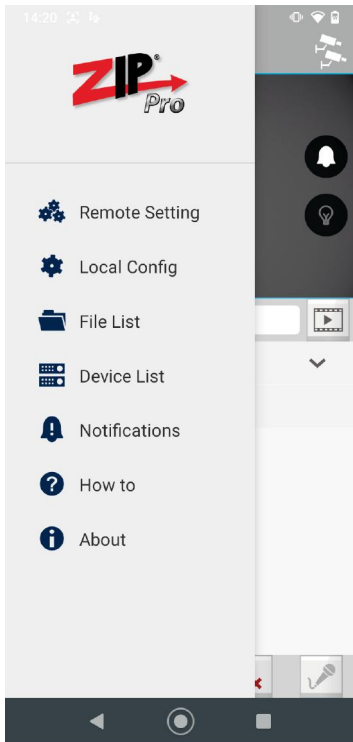 14:20
ZIP®
Pro
Remote Setting
Local Config
File List
Device List
Notifications
How to
About